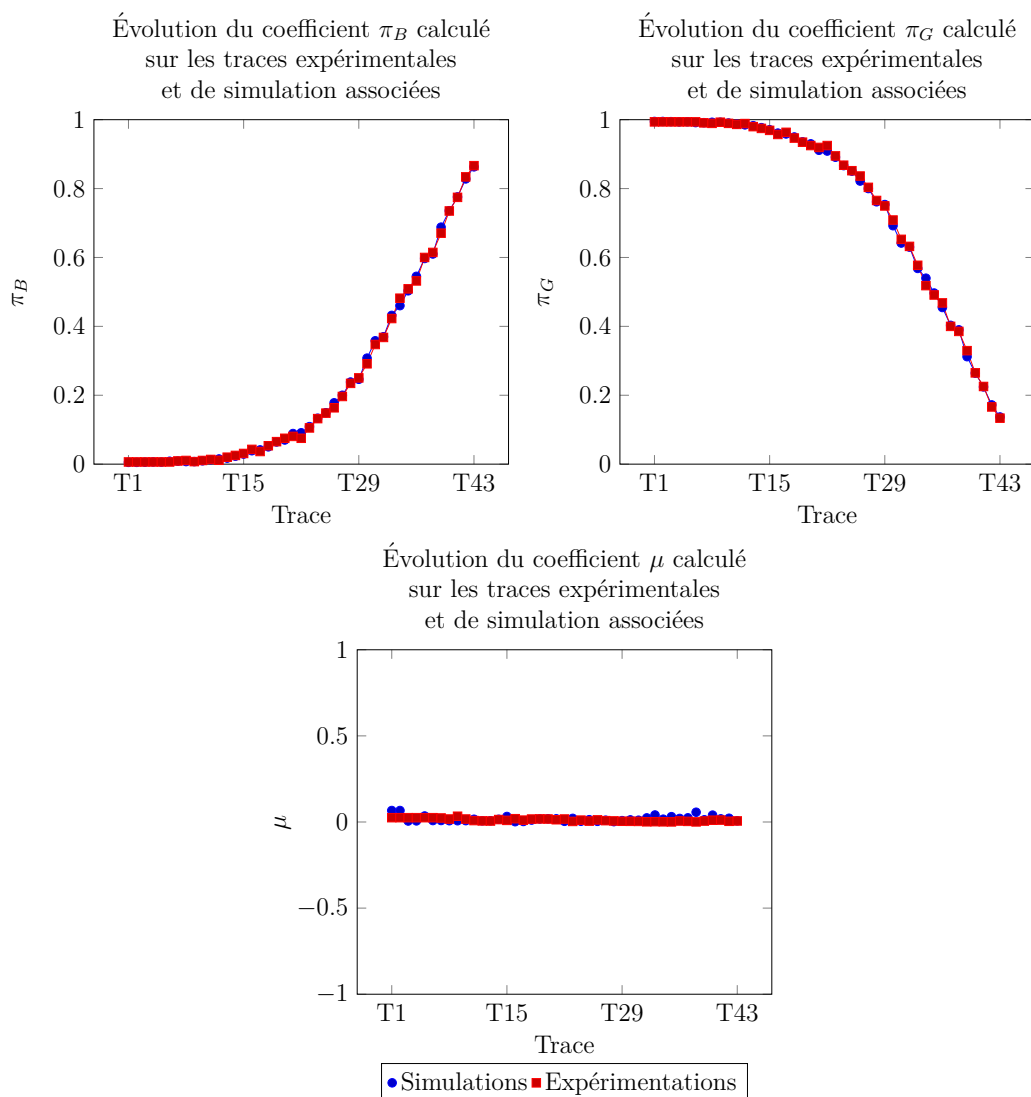 Évolution du coefficient π_B calculé
sur les traces expérimentales
et de simulation associées
1
0.8
0.6
0.4
0.2
0
π_B
T1 T15 T29 T43
Trace
Évolution du coefficient π_G calculé
sur les traces expérimentales
et de simulation associées
1
0.8
0.6
0.4
0.2
0
π_G
T1 T15 T29 T43
Trace
Évolution du coefficient μ calculé
sur les traces expérimentales
et de simulation associées
1
0.5
0
−0.5
−1
μ
T1 T15 T29 T43
Trace
Simulations Expérimentations